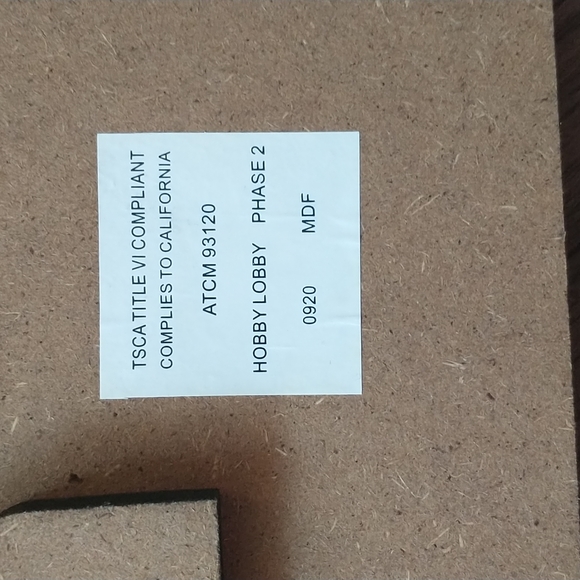 TSCA TITLE VI COMPLIANT
COMPLIES TO CALIFORNIA
ATCM 93120
HOBBY LOBBY PHASE 2
0920 MDF